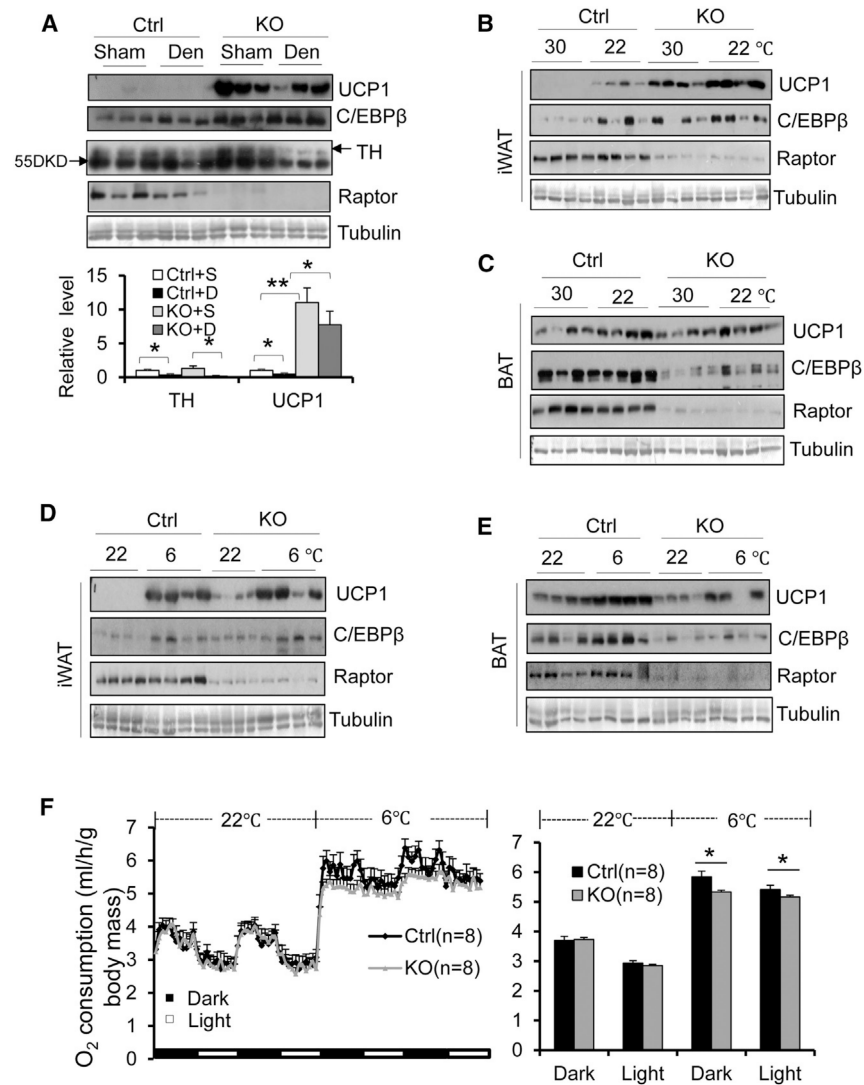 A
Ctrl KO
Sham Den Sham Den
UCP1
C/EBPβ
55DKD
TH
Raptor
Tubulin
Relative level
15
10
5
0
Ctrl+S
Ctrl+D
KO+S
KO+D
* * * ** *
TH UCP1
B
Ctrl KO
30 22 30 22 ℃
iWAT
UCP1
C/EBPβ
Raptor
Tubulin
C
Ctrl KO
30 22 30 22 ℃
BAT
UCP1
C/EBPβ
Raptor
Tubulin
D
Ctrl KO
22 6 22 6 ℃
iWAT
UCP1
C/EBPβ
Raptor
Tubulin
E
Ctrl KO
22 6 22 6 ℃
BAT
UCP1
C/EBPβ
Raptor
Tubulin
F
O2 consumption (ml/h/g
body mass)
22℃ 6℃
7
6
5
4
3
2
1
0
Ctrl(n=8)
KO(n=8)
Dark
Light
22℃ 6℃
7
6
5
4
3
2
1
0
Ctrl(n=8)
KO(n=8)
* *
Dark Light Dark Light